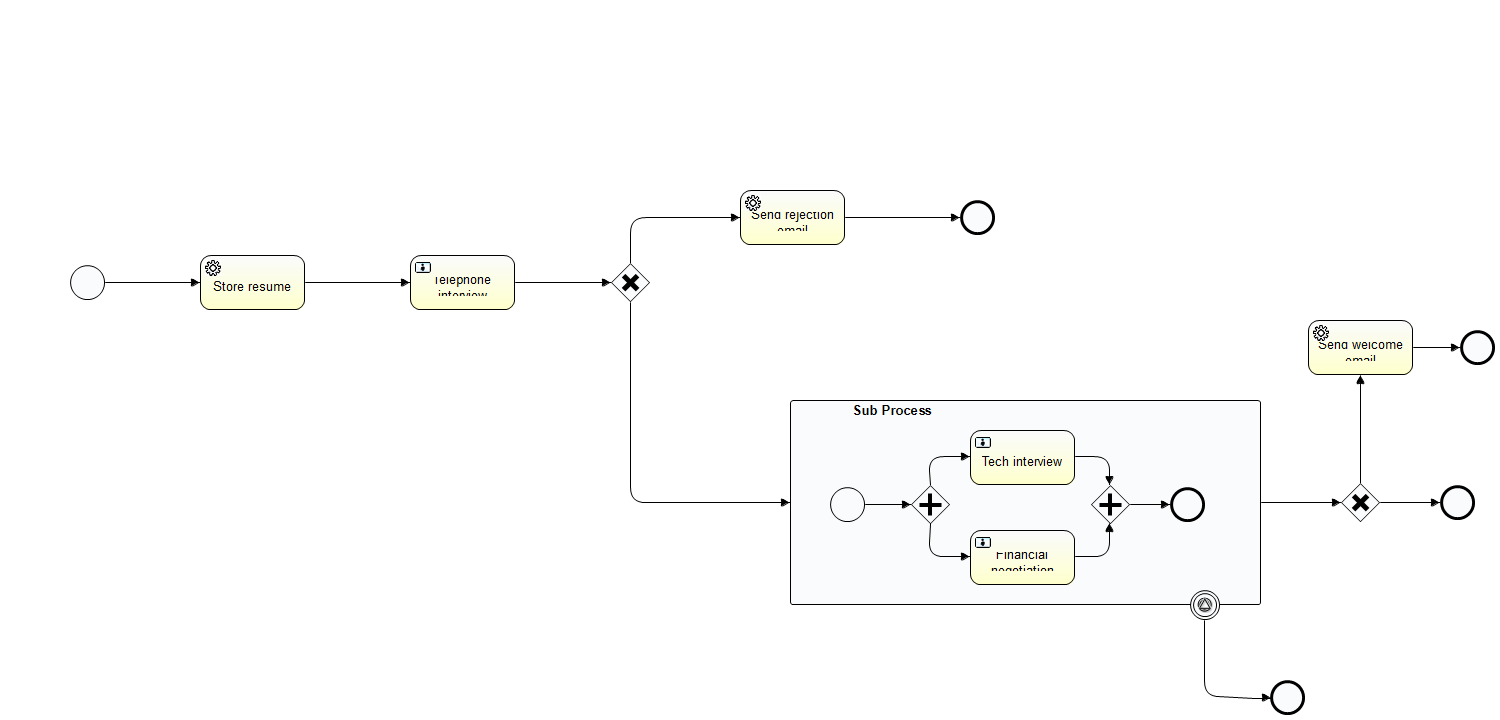 Store resume
Telephone
interview
Send rejection
email
Sub Process
Tech interview
Financial
negotiation
Send welcome
email